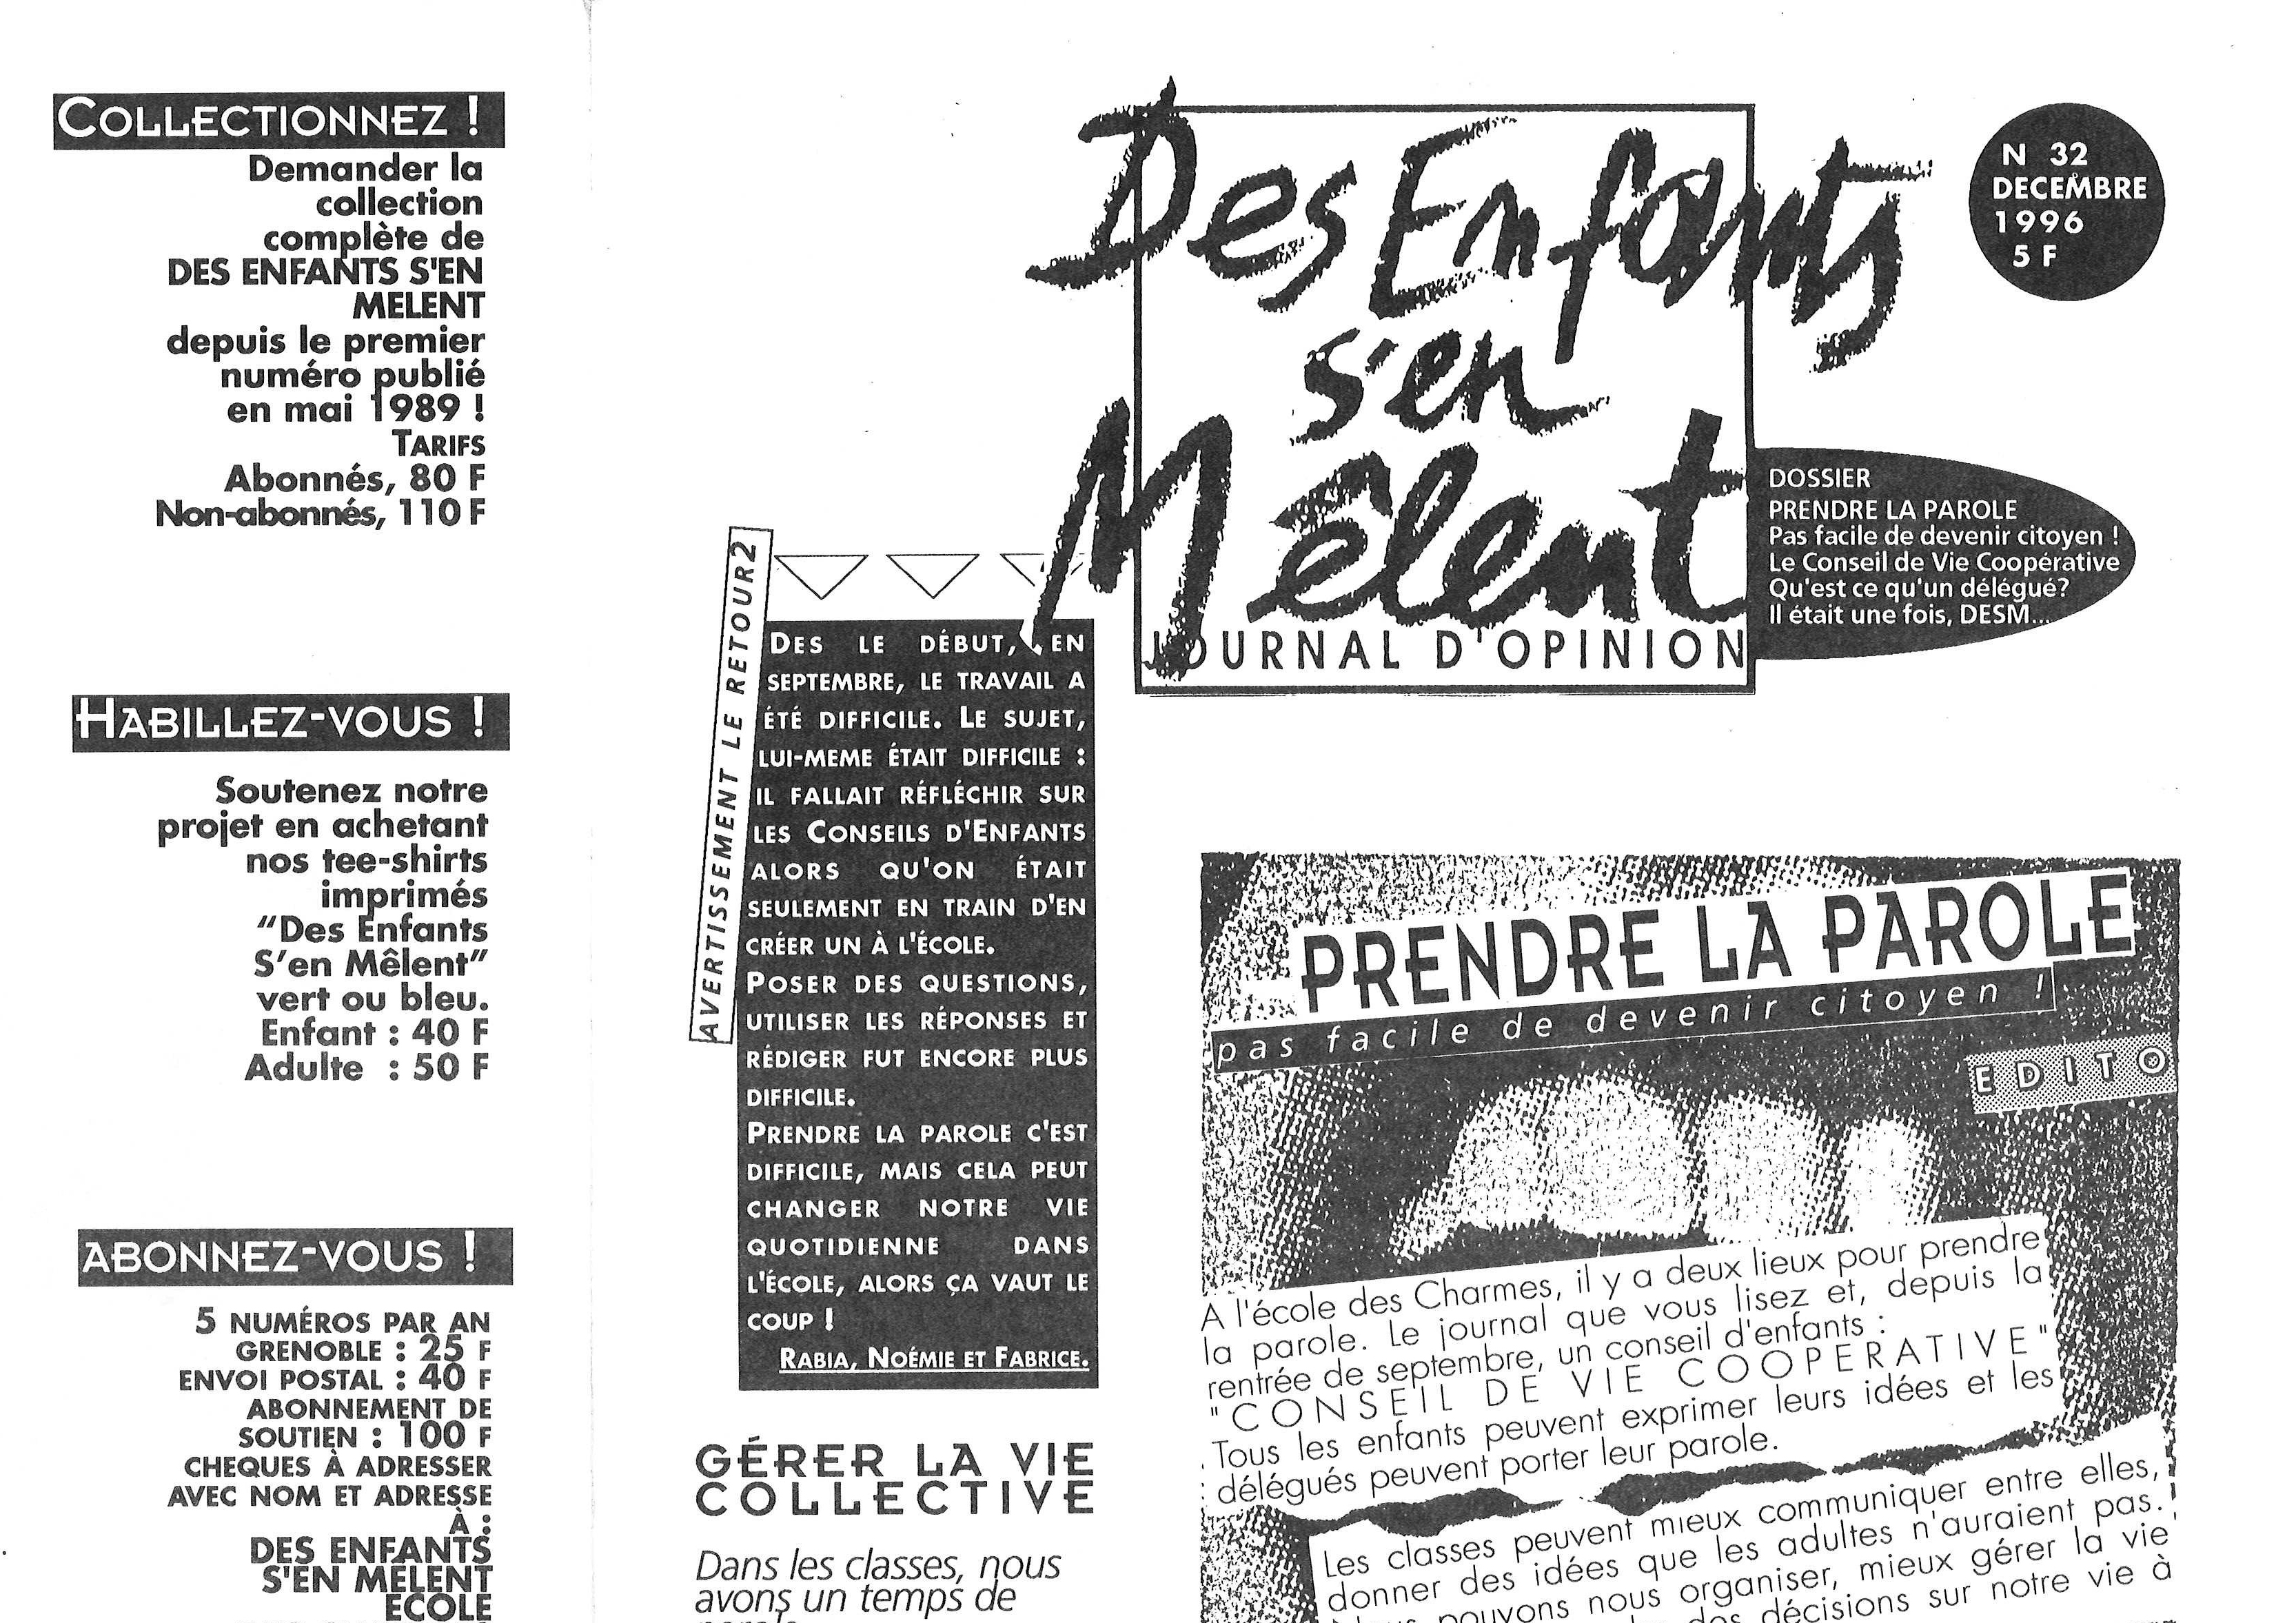 COLLECTIONNEZ !
Demander la
collection
complète de
DES ENFANTS S'EN
MELENT
depuis le premier
numéro publié
en mai 1989 !
TARIFS
Abonnés, 80 F
Non-abonnés, 110 F
HABILLEZ-VOUS !
Soutenez notre
projet en achetant
nos tee-shirts
imprimés
“Des Enfants
S’en Mêlent”
vert ou bleu.
Enfant : 40 F
Adulte : 50 F
ABONNEZ-VOUS !
5 NUMÉROS PAR AN
GRENOBLE : 25 F
ENVOI POSTAL : 40 F
ABONNEMENT DE
SOUTIEN : 100 F
CHEQUES À ADRESSER
AVEC NOM ET ADRESSE
À :
DES ENFANTS
S'EN MÊLENT
ECOLE
Des Enfants
s'en
Mêlent
JOURNAL D'OPINION
N 32
DECEMBRE
1996
5 F
DOSSIER
PRENDRE LA PAROLE
Pas facile de devenir citoyen !
Le Conseil de Vie Coopérative
Qu'est ce qu'un délégué?
Il était une fois, DESM...
AVERTISSEMENT LE RETOUR2
DES LE DÉBUT, EN
SEPTEMBRE, LE TRAVAIL A
ÉTÉ DIFFICILE. LE SUJET,
LUI-MEME ÉTAIT DIFFICILE :
IL FALLAIT RÉFLÉCHIR SUR
LES CONSEILS D'ENFANTS
ALORS QU'ON ÉTAIT
SEULEMENT EN TRAIN D'EN
CRÉER UN À L'ÉCOLE.
POSER DES QUESTIONS,
UTILISER LES RÉPONSES ET
RÉDIGER FUT ENCORE PLUS
DIFFICILE.
PRENDRE LA PAROLE C'EST
DIFFICILE, MAIS CELA PEUT
CHANGER NOTRE VIE
QUOTIDIENNE DANS
L'ÉCOLE, ALORS ÇA VAUT LE
COUP !
RABIA, NOÉMIE ET FABRICE.
GÉRER LA VIE
COLLECTIVE
Dans les classes, nous
avons un temps de
PRENDRE LA PAROLE
pas facile de devenir citoyen !
EDITO
A l'école des Charmes, il y a deux lieux pour prendre
la parole. Le journal que vous lisez et, depuis la
rentrée de septembre, un conseil d'enfants :
"CONSEIL DE VIE COOPERATIVE"
Tous les enfants peuvent exprimer leurs idées et les
délégués peuvent porter leur parole.
Les classes peuvent mieux communiquer entre elles,
donner des idées que les adultes n'auraient pas.
pouvons nous organiser, mieux gérer la vie
des décisions sur notre vie à